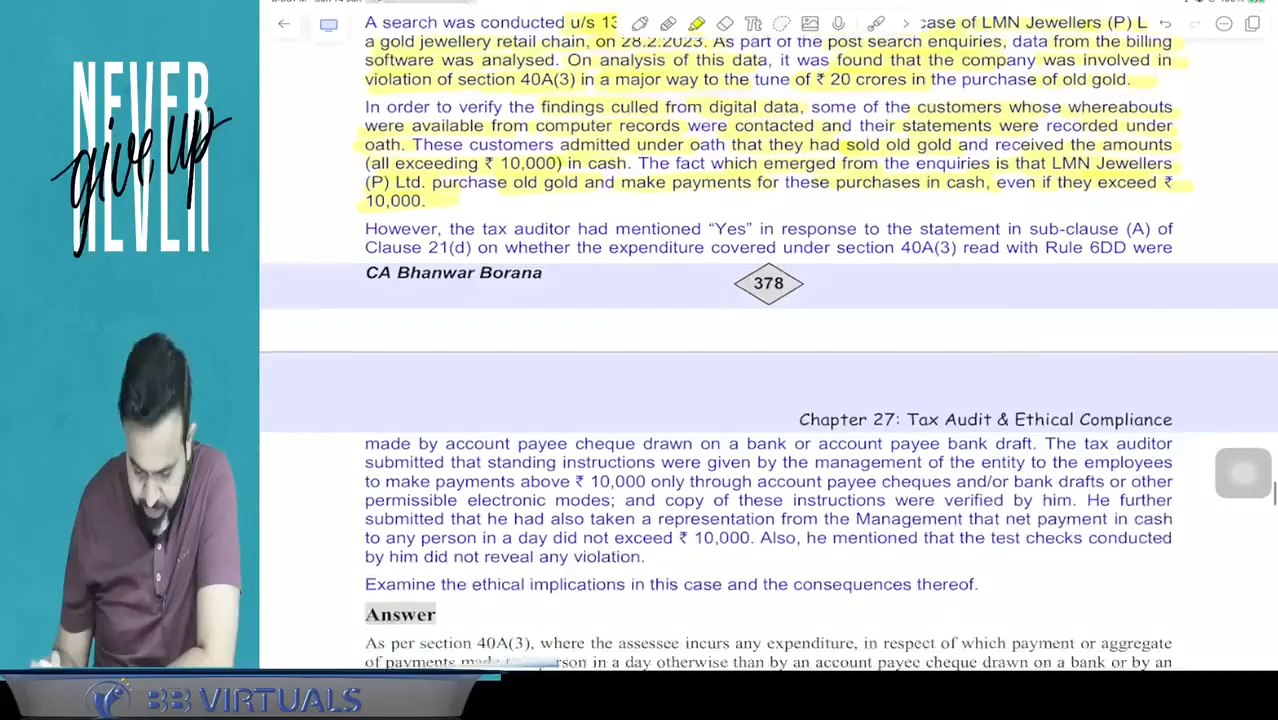 NEVER
give up
NEVER
A search was conducted u/s 13 case of LMN Jewellers (P) L
a gold jewellery retail chain, on 28.2.2023. As part of the post search enquiries, data from the billing
software was analysed. On analysis of this data, it was found that the company was involved in
violation of section 40A(3) in a major way to the tune of ₹ 20 crores in the purchase of old gold.
In order to verify the findings culled from digital data, some of the customers whose whereabouts
were available from computer records were contacted and their statements were recorded under
oath. These customers admitted under oath that they had sold old gold and received the amounts
(all exceeding ₹ 10,000) in cash. The fact which emerged from the enquiries is that LMN Jewellers
(P) Ltd. purchase old gold and make payments for these purchases in cash, even if they exceed ₹
10,000.
However, the tax auditor had mentioned “Yes” in response to the statement in sub-clause (A) of
Clause 21(d) on whether the expenditure covered under section 40A(3) read with Rule 6DD were
CA Bhanwar Borana
378
Chapter 27: Tax Audit & Ethical Compliance
made by account payee cheque drawn on a bank or account payee bank draft. The tax auditor
submitted that standing instructions were given by the management of the entity to the employees
to make payments above ₹ 10,000 only through account payee cheques and/or bank drafts or other
permissible electronic modes; and copy of these instructions were verified by him. He further
submitted that he had also taken a representation from the Management that net payment in cash
to any person in a day did not exceed ₹ 10,000. Also, he mentioned that the test checks conducted
by him did not reveal any violation.
Examine the ethical implications in this case and the consequences thereof.
Answer
As per section 40A(3), where the assessee incurs any expenditure, in respect of which payment or aggregate
of payments made person in a day otherwise than by an account payee cheque drawn on a bank or by an
BB VIRTUALS